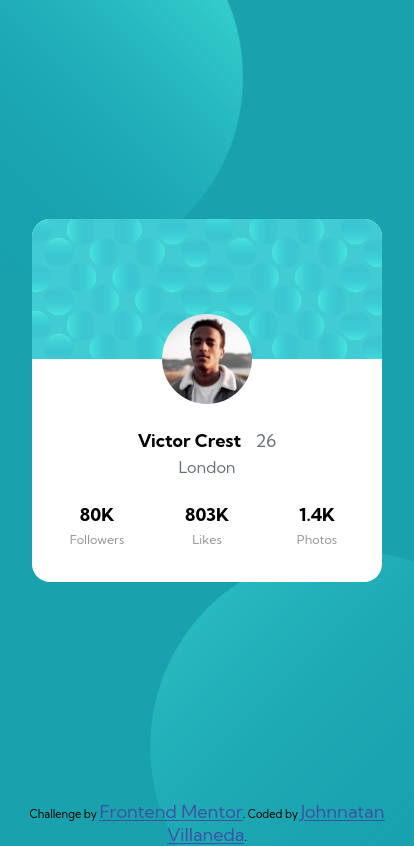 Victor Crest 26
London
80K 803K 1.4K
Followers Likes Photos
Challenge by Frontend Mentor. Coded by Johnnatan
Villaneda.